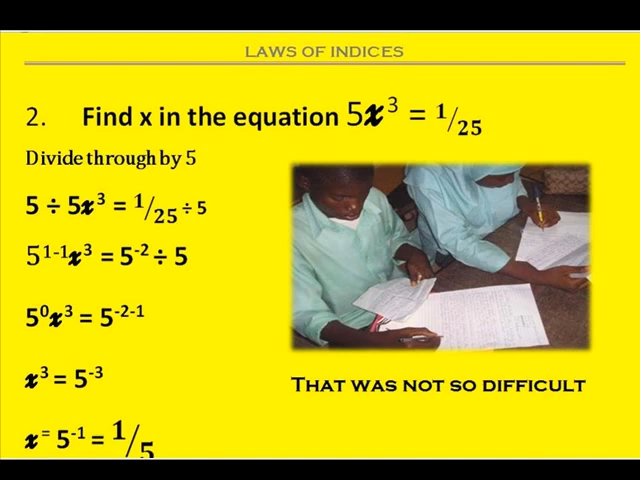 LAWS OF INDICES
2. Find x in the equation 5x³ = ¹/₂₅
Divide through by 5
5 ÷ 5x³ = ¹/₂₅ ÷ 5
5¹⁻¹x³ = 5⁻² ÷ 5
5⁰x³ = 5⁻²⁻¹
x³ = 5⁻³
THAT WAS NOT SO DIFFICULT
x = 5⁻¹ = ¹/₅